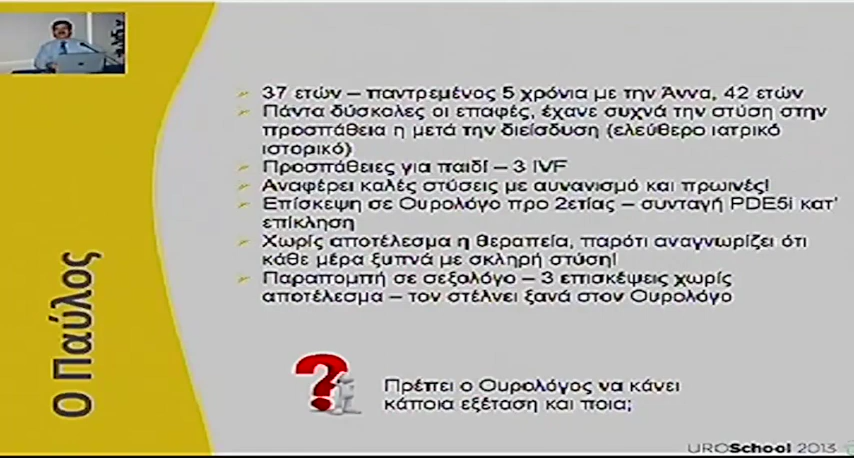 37 ετών – παντρεμένος 5 χρόνια με την Άννα, 42 ετών
Πάντα δύσκολες οι επαφές, έχανε συχνά την στύση στην
προσπάθεια η μετά την διείσδυση (ελεύθερο ιατρικό
ιστορικό)
Προσπάθειες για παιδί – 3 IVF
Αναφέρει καλές στύσεις με αυνανισμό και πρωινές!
Επίσκεψη σε Ουρολόγο προ 2ετίας – συνταγή PDE5i κατ'
επίκληση
Χωρίς αποτέλεσμα η θεραπεία, παρότι αναγνωρίζει ότι
κάθε μέρα ξυπνά με σκληρή στύση!
Παραπομπή σε σεξολόγο – 3 επισκέψεις χωρίς
αποτέλεσμα – τον στέλνει ξανά στον Ουρολόγο
Ο Παύλος
Πρέπει ο Ουρολόγος να κάνει
κάποια εξέταση και ποια;
UROSchool 2013